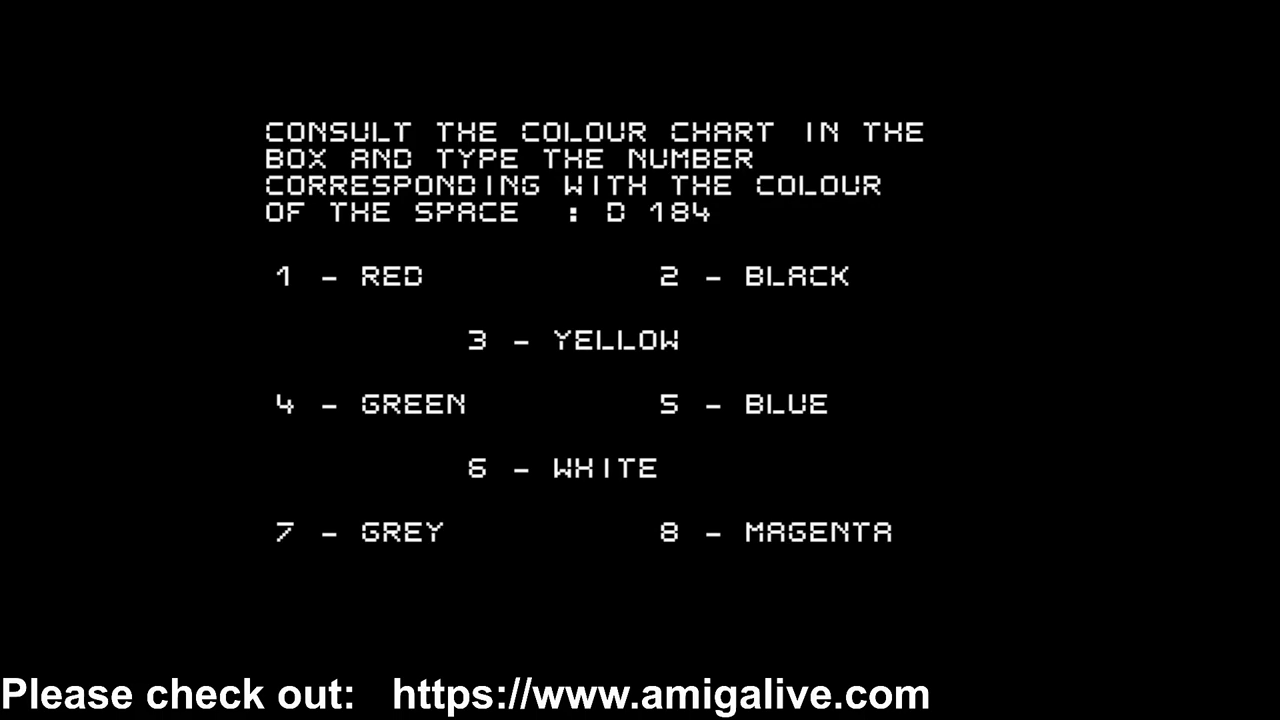 CONSULT THE COLOUR CHART IN THE
BOX AND TYPE THE NUMBER
CORRESPONDING WITH THE COLOUR
OF THE SPACE : D 184
1 - RED 2 - BLACK
3 - YELLOW
4 - GREEN 5 - BLUE
6 - WHITE
7 - GREY 8 - MAGENTA
Please check out: https://www.amigalive.com